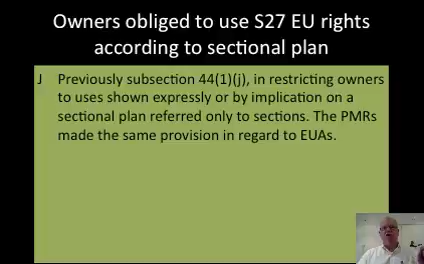 Owners obliged to use S27 EU rights
according to sectional plan
J Previously subsection 44(1)(j), in restricting owners
to uses shown expressly or by implication on a
sectional plan referred only to sections. The PMRs
made the same provision in regard to EUAs.